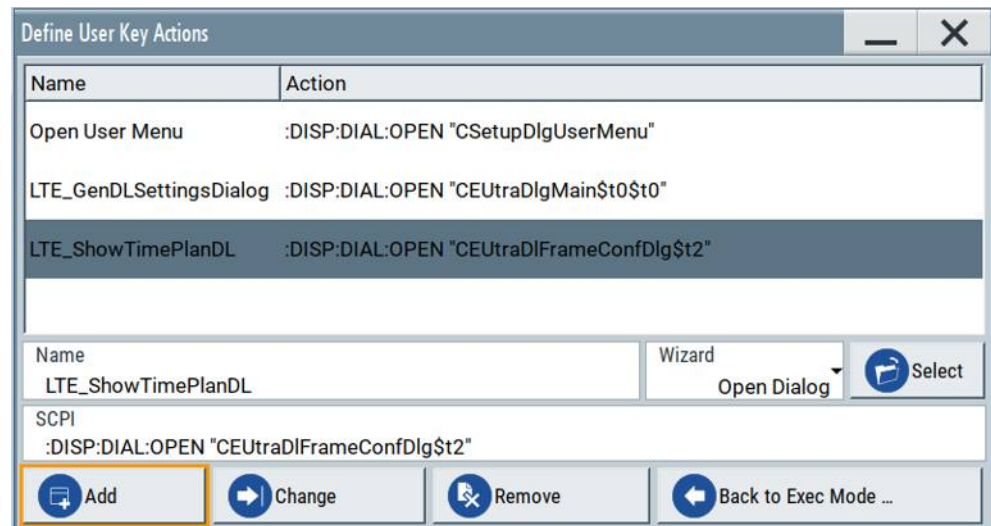 Define User Key Actions
Name Action
Open User Menu :DISP:DIAL:OPEN "CSetupDlgUserMenu"
LTE_GenDLSettingsDialog :DISP:DIAL:OPEN "CEUtraDlgMain$t0$t0"
LTE_ShowTimePlanDL :DISP:DIAL:OPEN "CEUtraDlFrameConfDlg$t2"
Name Wizard
LTE_ShowTimePlanDL Open Dialog Select
SCPI
:DISP:DIAL:OPEN "CEUtraDlFrameConfDlg$t2"
Add Change Remove Back to Exec Mode ...